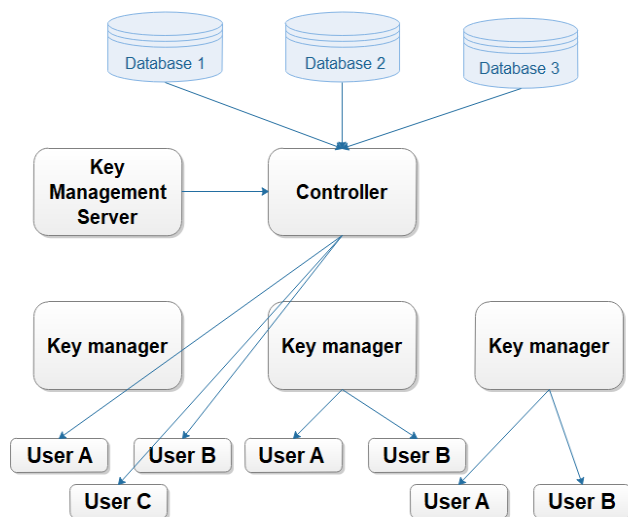 Database 1
Database 2
Database 3
Key
Management
Server
Controller
Key manager
Key manager
Key manager
User A
User B
User A
User B
User C
User A
User B